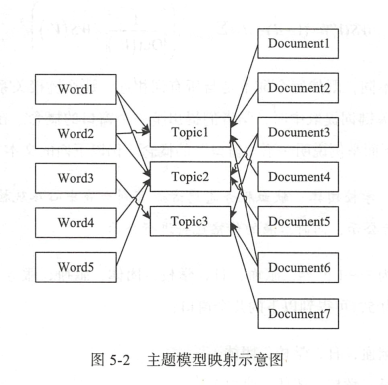 Word1
Word2
Word3
Word4
Word5
Topic1
Topic2
Topic3
Document1
Document2
Document3
Document4
Document5
Document6
Document7
图 5-2 主题模型映射示意图